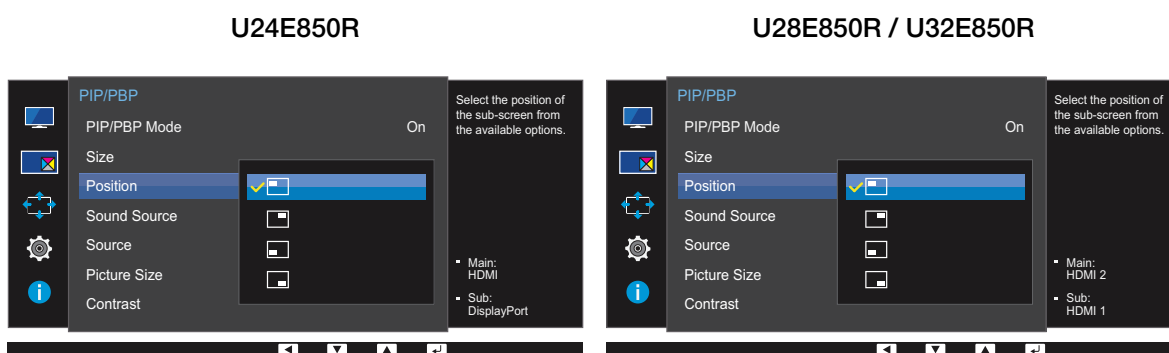 U24E850R
PIP/PBP
PIP/PBP Mode On
Size
Position
Sound Source
Source
Picture Size
Contrast
Select the position of
the sub-screen from
the available options.
Main:
HDMI
Sub:
DisplayPort
U28E850R / U32E850R
PIP/PBP
PIP/PBP Mode On
Size
Position
Sound Source
Source
Picture Size
Contrast
Select the position of
the sub-screen from
the available options.
Main:
HDMI 2
Sub:
HDMI 1